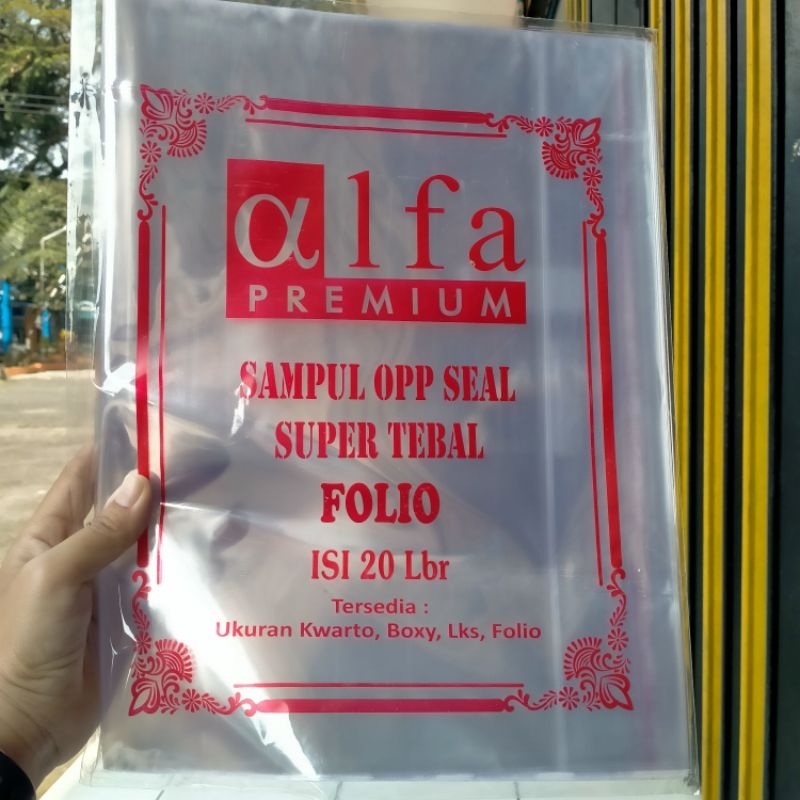 αlfa
PREMIUM
SAMPUL OPP SEAL
SUPER TEBAL
FOLIO
ISI 20 Lbr
Tersedia :
Ukuran Kwarto, Boxy, Lks, Folio